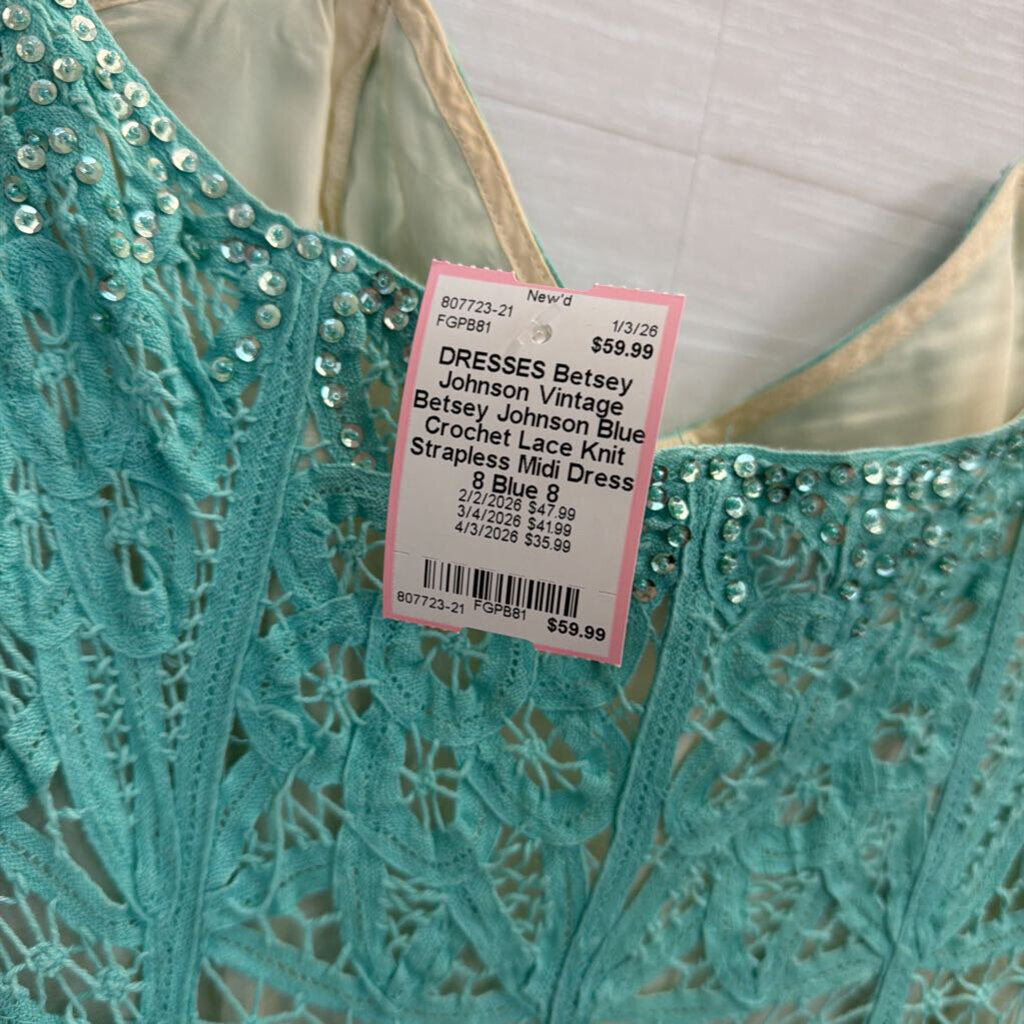 New'd
807723-21 1/3/26
FGPB81 $59.99
DRESSES Betsey
Johnson Vintage
Betsey Johnson Blue
Crochet Lace Knit
Strapless Midi Dress
8 Blue 8
2/2/2026 $47.99
3/4/2026 $41.99
4/3/2026 $35.99
807723-21 FGPB81 $59.99